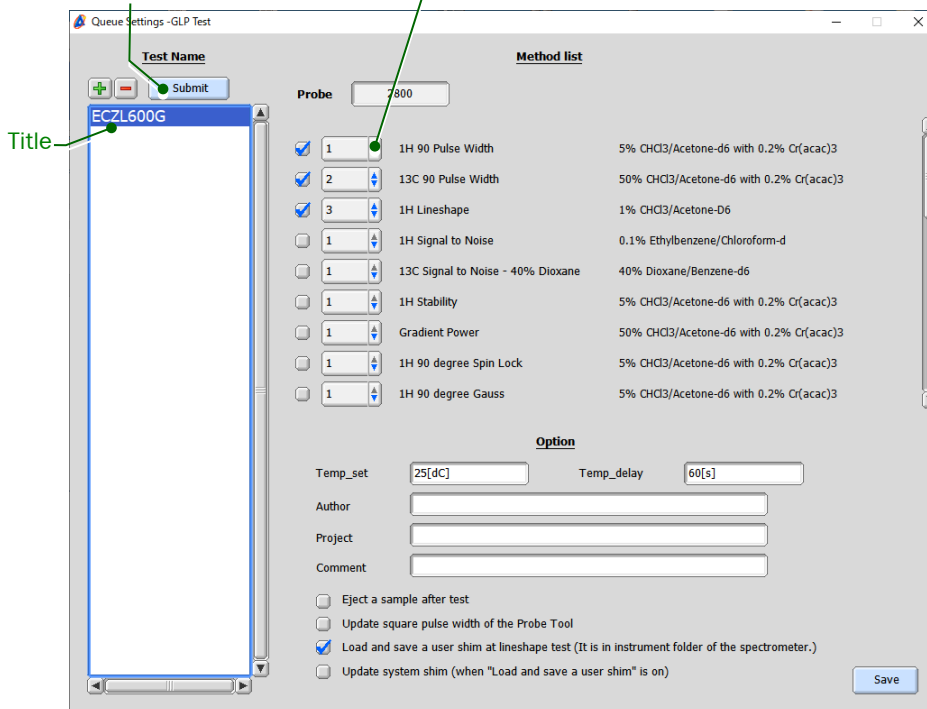 Queue Settings -GLP Test
Test Name
Method list
Submit
Probe 2800
ECZL600G
Title
1 1H 90 Pulse Width 5% CHCl3/Acetone-d6 with 0.2% Cr(acac)3
2 13C 90 Pulse Width 50% CHCl3/Acetone-d6 with 0.2% Cr(acac)3
3 1H Lineshape 1% CHCl3/Acetone-D6
1 1H Signal to Noise 0.1% Ethylbenzene/Chloroform-d
1 13C Signal to Noise - 40% Dioxane 40% Dioxane/Benzene-d6
1 1H Stability 5% CHCl3/Acetone-d6 with 0.2% Cr(acac)3
1 Gradient Power 50% CHCl3/Acetone-d6 with 0.2% Cr(acac)3
1 1H 90 degree Spin Lock 5% CHCl3/Acetone-d6 with 0.2% Cr(acac)3
1 1H 90 degree Gauss 5% CHCl3/Acetone-d6 with 0.2% Cr(acac)3
Option
Temp_set 25[dC] Temp_delay 60[s]
Author
Project
Comment
Eject a sample after test
Update square pulse width of the Probe Tool
Load and save a user shim at lineshape test (It is in instrument folder of the spectrometer.)
Update system shim (when "Load and save a user shim" is on)
Save